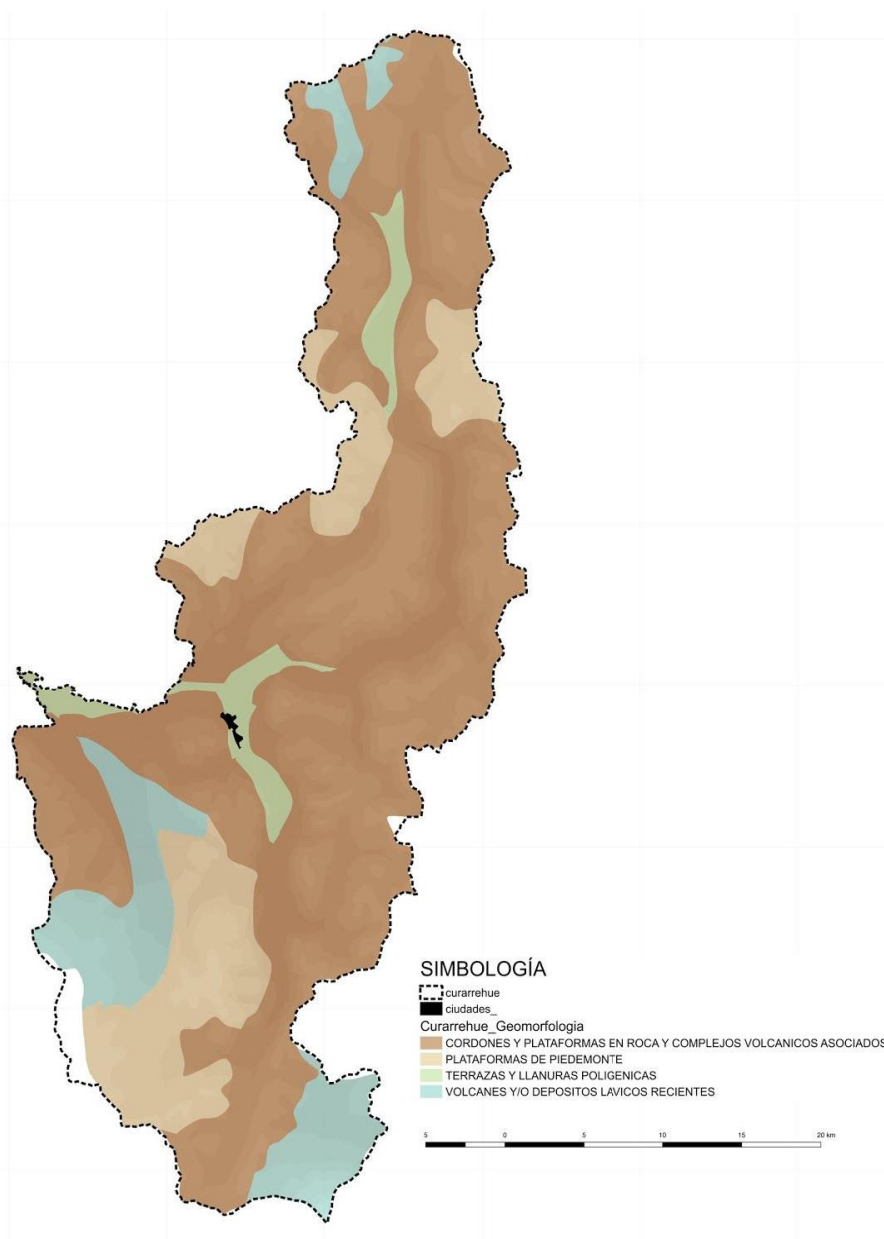 SIMBOLOGÍA
curarrehue
ciudades_
Curarrehue_Geomorfologia
CORDONES Y PLATAFORMAS EN ROCA Y COMPLEJOS VOLCANICOS ASOCIADOS
PLATAFORMAS DE PIEDEMONTE
TERRAZAS Y LLANURAS POLIGENICAS
VOLCANES Y/O DEPOSITOS LAVICOS RECIENTES
5 0 5 10 15 20 km